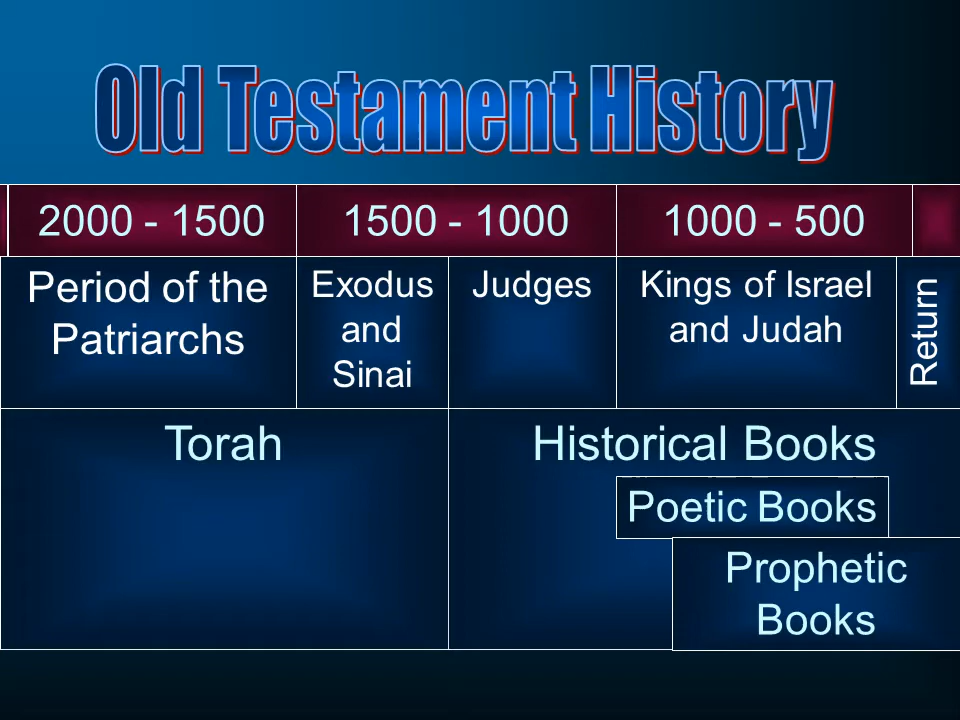 Old Testament History
2000 - 1500
1500 - 1000
1000 - 500
Period of the
Patriarchs
Exodus
and
Sinai
Judges
Kings of Israel
and Judah
Return
Torah
Historical Books
Poetic Books
Prophetic
Books